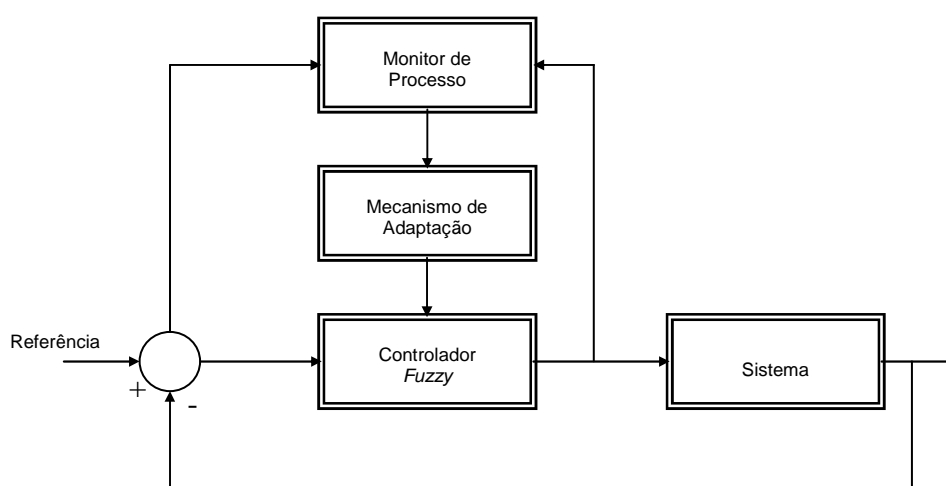 Monitor de
Processo
Mecanismo de
Adaptação
Referência
Controlador
Fuzzy
Sistema
+
-